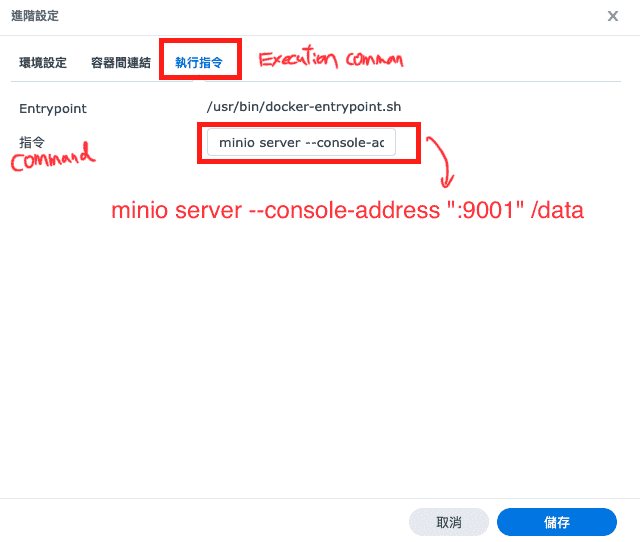 進階設定
環境設定 容器間連結 執行指令 Execution comman
Entrypoint /usr/bin/docker-entrypoint.sh
指令 minio server --console-ad
command
minio server --console-address ":9001" /data
取消 儲存